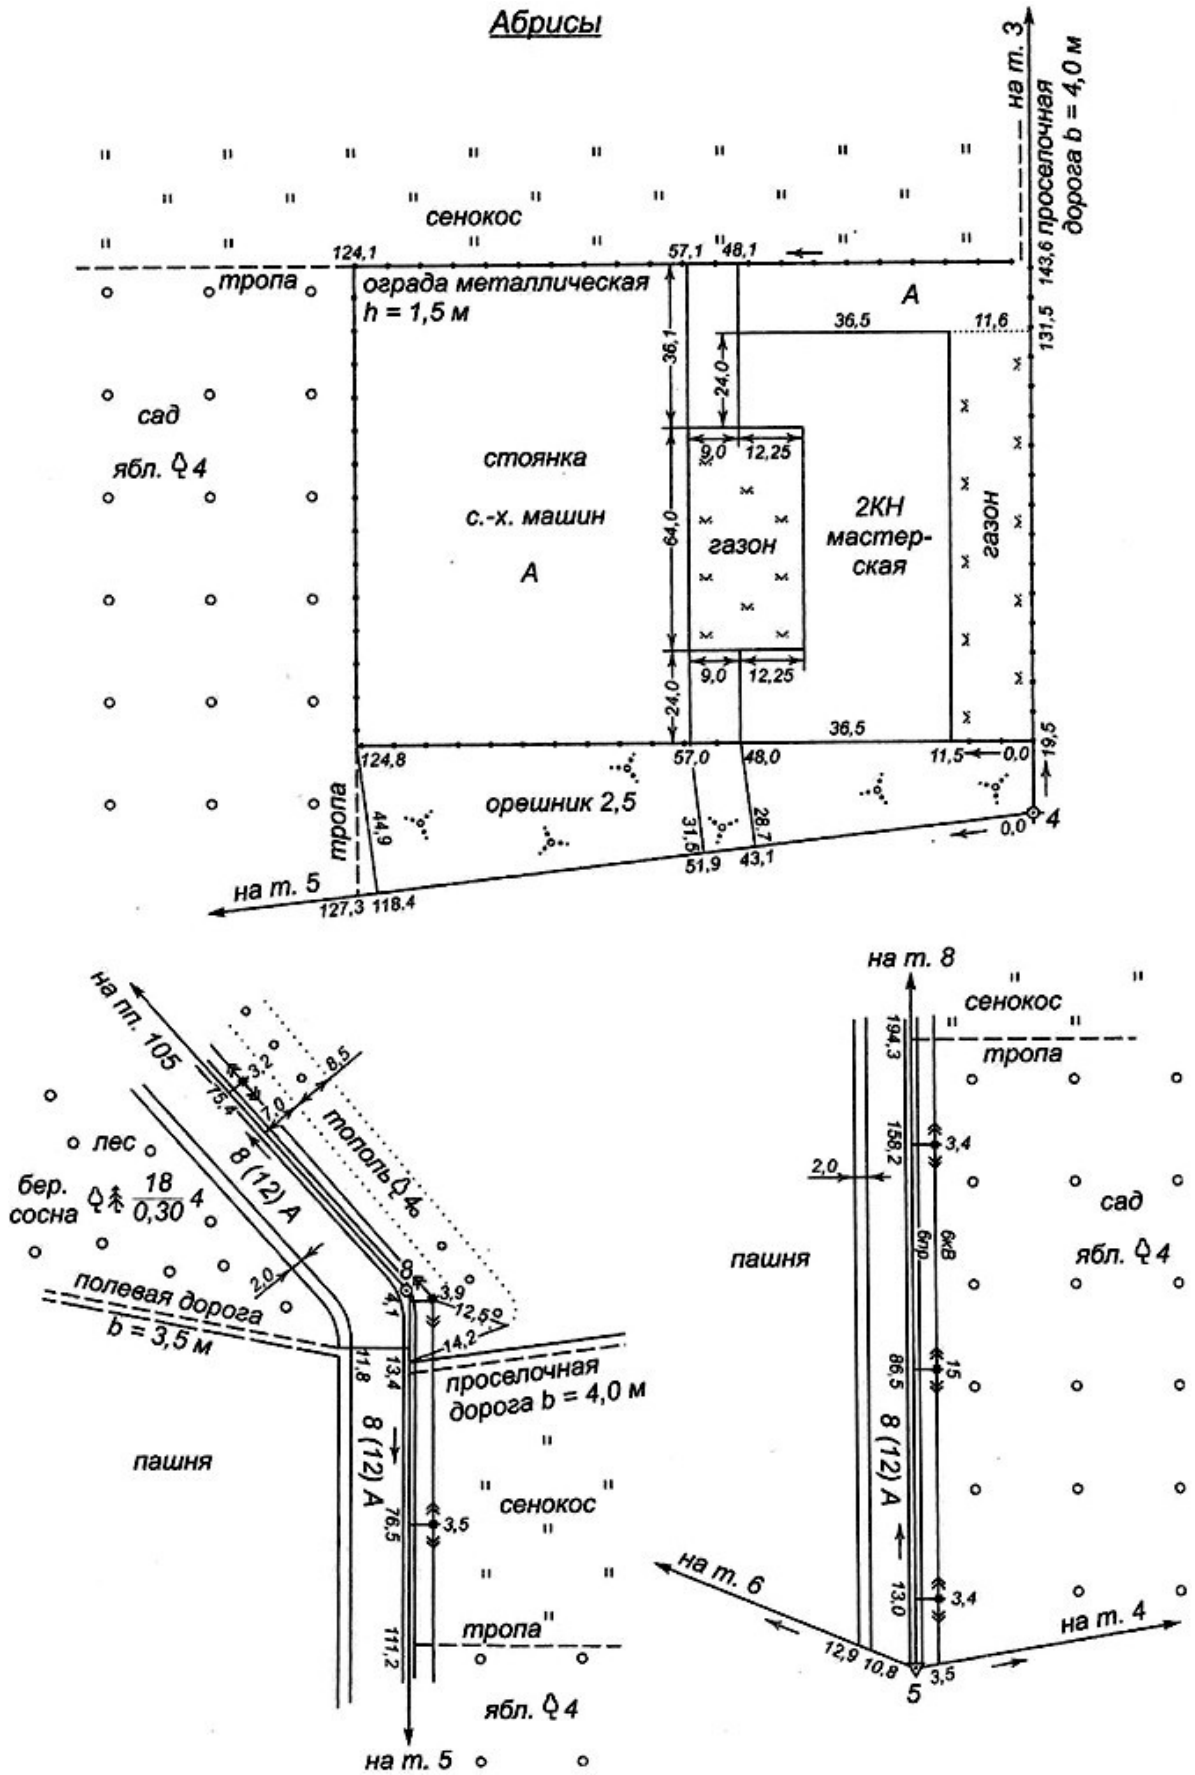 Абрисы
на т. 3
143,6 проселочная
дорога b = 4,0 м
сенокос
124,1
57,1
48,1
тропа
ограда металлическая
h = 1,5 м
А
36,5
11,6
131,5
36,1
24,0
сад
ябл. 4
стоянка
с.-х. машин
А
9,0
12,25
64,0
газон
2КН
мастер-
ская
газон
24,0
9,0
12,25
36,5
19,5
124,8
57,0
48,0
11,5
0,0
тропа
44,9
орешник 2,5
31,5
28,7
0,0
4
51,9
43,1
на т. 5
127,3
118.4
на пп. 105
75,4
3,2
7,0
8,5
8 (12) А
тополь 4
лес
бер.
сосна
18
0,30
4
2,0
8
4,1
3,9
12,5
14,2
полевая дорога
b = 3,5 м
11,8
13,4
проселочная
дорога b = 4,0 м
пашня
8 (12) А
76,5
3,5
сенокос
111,2
тропа
ябл. 4
на т. 5
на т. 8
194,3
сенокос
тропа
158,2
3,4
2,0
сад
ябл. 4
пашня
6пр
6кВ
86,5
15
8 (12) А
13,0
3,4
на т. 6
на т. 4
12,9
10.8
5
3,5